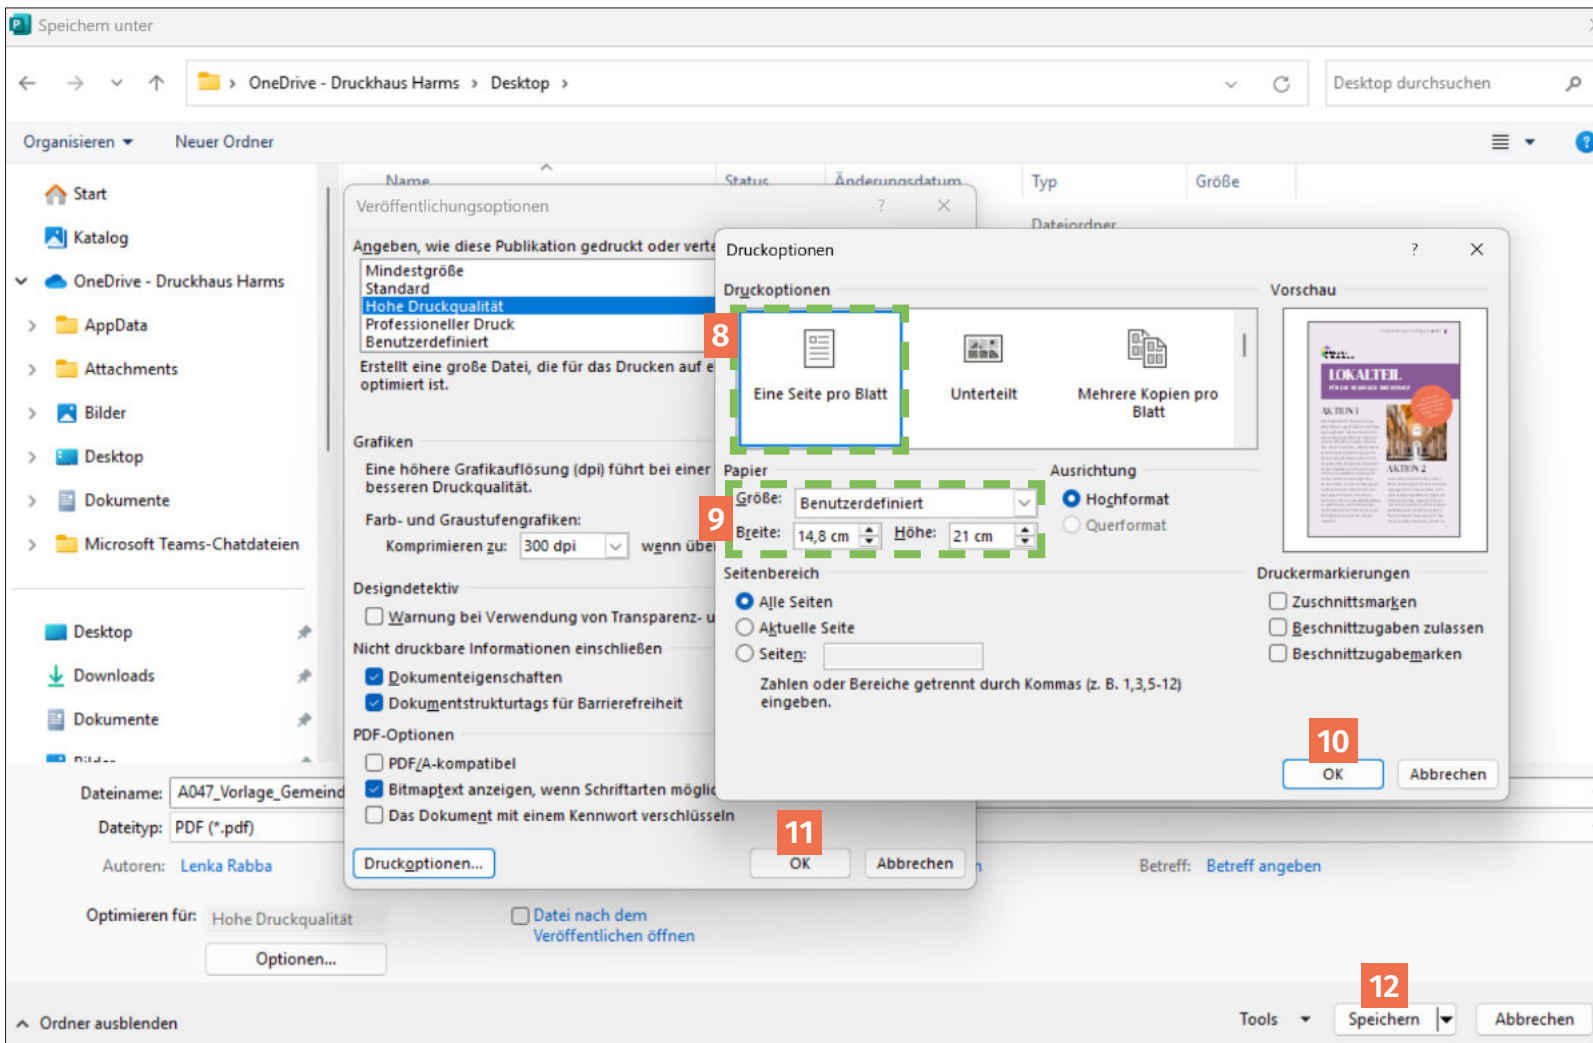 Speichern unter
OneDrive - Druckhaus Harms > Desktop >
Desktop durchsuchen
Organisieren
Neuer Ordner
Name
Status
Änderungsdatum
Typ
Größe
Start
Katalog
OneDrive - Druckhaus Harms
AppData
Attachments
Bilder
Desktop
Dokumente
Microsoft Teams-Chatdateien
Desktop
Downloads
Dokumente
Bilder
Dateiordner
Veröffentlichungsoptionen
Angeben, wie diese Publikation gedruckt oder verte
Mindestgröße
Standard
Hohe Druckqualität
Professioneller Druck
Benutzerdefiniert
Erstellt eine große Datei, die für das Drucken auf e
optimiert ist.
Grafiken
Eine höhere Grafikauflösung (dpi) führt bei einer
besseren Druckqualität.
Farb- und Graustufengrafiken:
Komprimieren zu: 300 dpi wenn übe
Designdetektiv
Warnung bei Verwendung von Transparenz- u
Nicht druckbare Informationen einschließen
Dokumenteigenschaften
Dokumentstrukturtags für Barrierefreiheit
PDF-Optionen
PDF/A-kompatibel
Bitmaptext anzeigen, wenn Schriftarten möglic
Das Dokument mit einem Kennwort verschlüsseln
11
Druckoptionen...
OK
Abbrechen
Druckoptionen
Druckoptionen
8
Eine Seite pro Blatt
Unterteilt
Mehrere Kopien pro
Blatt
Vorschau
LOKALTEIL
AKTION 1
AKTION 2
Papier
9
Größe: Benutzerdefiniert
Breite: 14,8 cm Höhe: 21 cm
Ausrichtung
Hochformat
Querformat
Seitenbereich
Alle Seiten
Aktuelle Seite
Seiten:
Zahlen oder Bereiche getrennt durch Kommas (z. B. 1,3,5-12)
eingeben.
Druckermarkierungen
Zuschnittsmarken
Beschnittzugaben zulassen
Beschnittzugabemarken
10
OK
Abbrechen
Dateiname: A047_Vorlage_Gemeind
Dateityp: PDF (*.pdf)
Autoren: Lenka Rabba
Betreff: Betreff angeben
Optimieren für: Hohe Druckqualität
Optionen...
Datei nach dem
Veröffentlichen öffnen
12
Ordner ausblenden
Tools
Speichern
Abbrechen